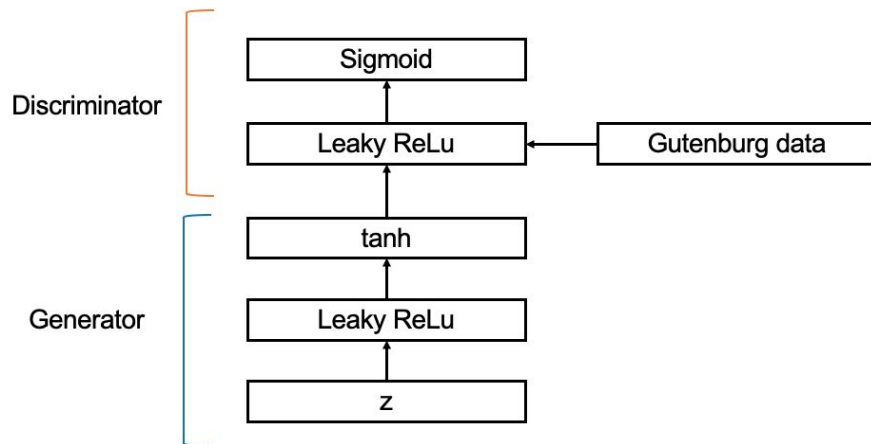 Sigmoid
Discriminator
Leaky ReLu
Gutenburg data
tanh
Generator
Leaky ReLu
z